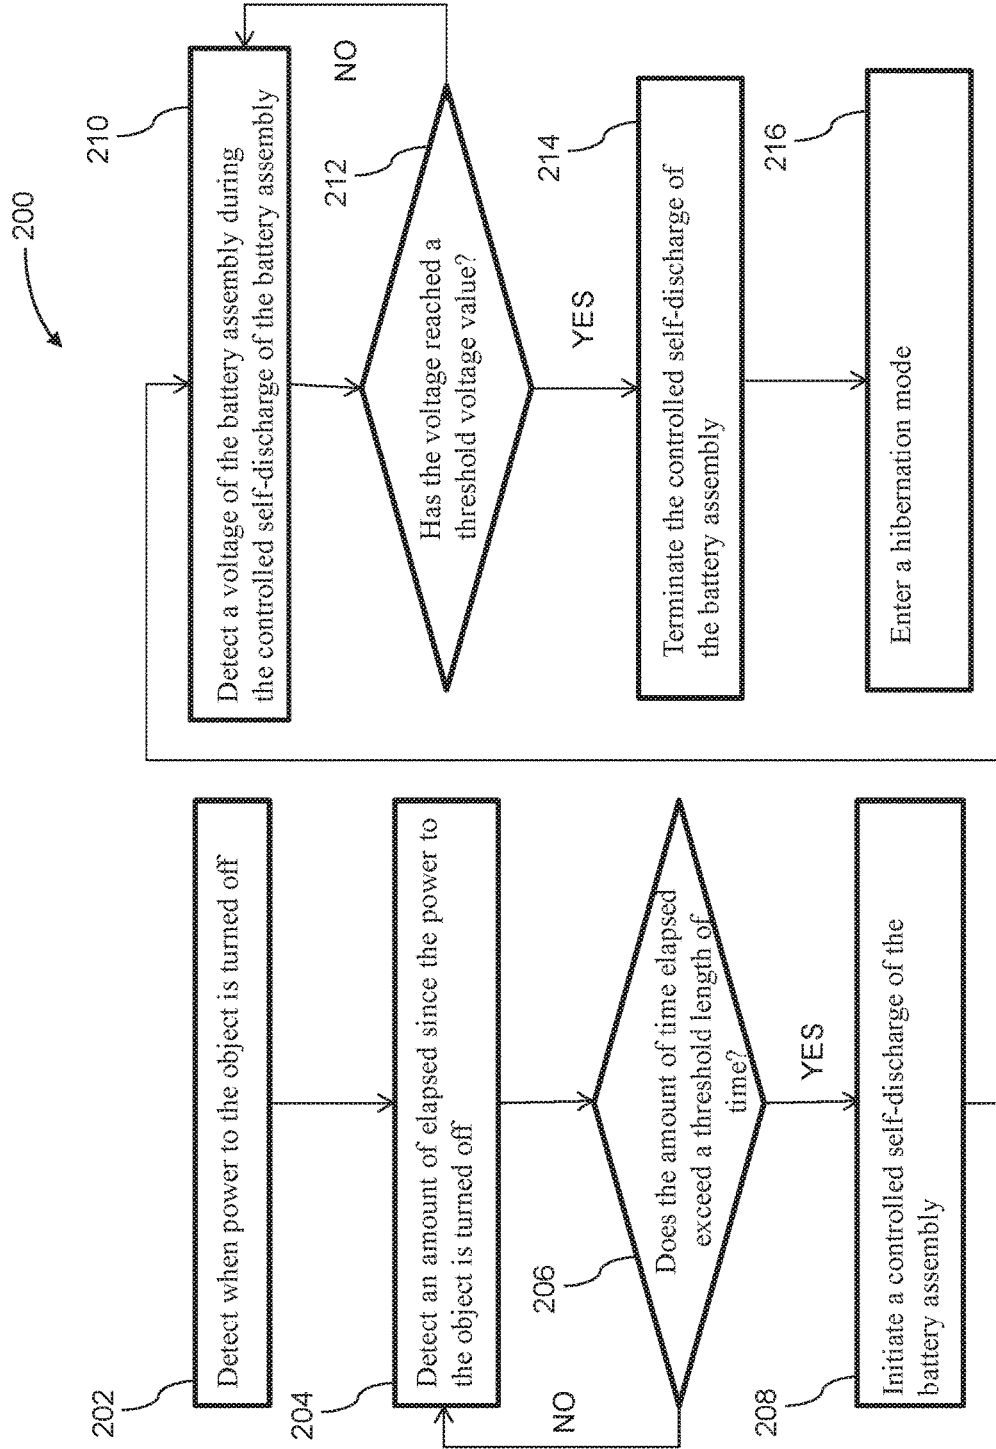 200
202
Detect when power to the object is turned off
204
Detect an amount of elapsed since the power to
the object is turned off
206
Does the amount of time elapsed
exceed a threshold length of
time?
NO
YES
208
Initiate a controlled self-discharge of the
battery assembly
210
Detect a voltage of the battery assembly during
the controlled self-discharge of the battery assembly
212
Has the voltage reached a
threshold voltage value?
NO
YES
214
Terminate the controlled self-discharge of
the battery assembly
216
Enter a hibernation mode